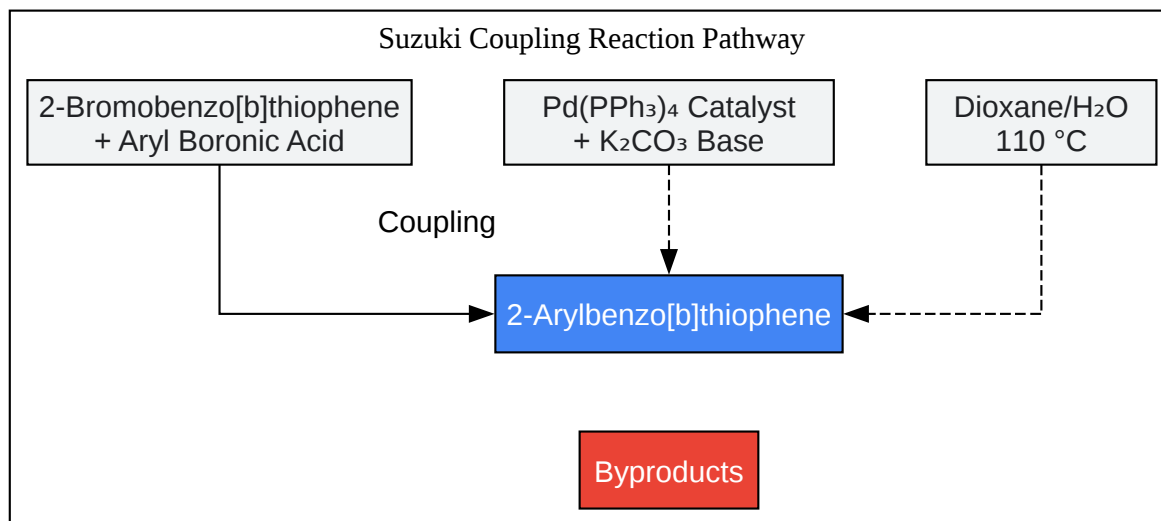 Suzuki Coupling Reaction Pathway
2-Bromobenzo[b]thiophene
+ Aryl Boronic Acid
Pd(PPh₃)₄ Catalyst
+ K₂CO₃ Base
Dioxane/H₂O
110 °C
Coupling
2-Arylbenzo[b]thiophene
Byproducts